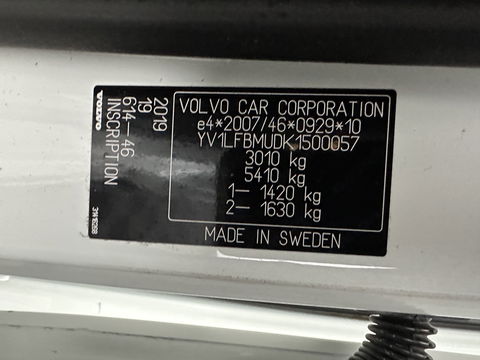 VOLVO CAR CORPORATION
e4*2007/46*0929*10
YV1LFBMUDK1500057
3010 kg
5410 kg
1– 1420 kg
2– 1630 kg
MADE IN SWEDEN
2019
19
614–46
INSCRIPTION
VOLVO